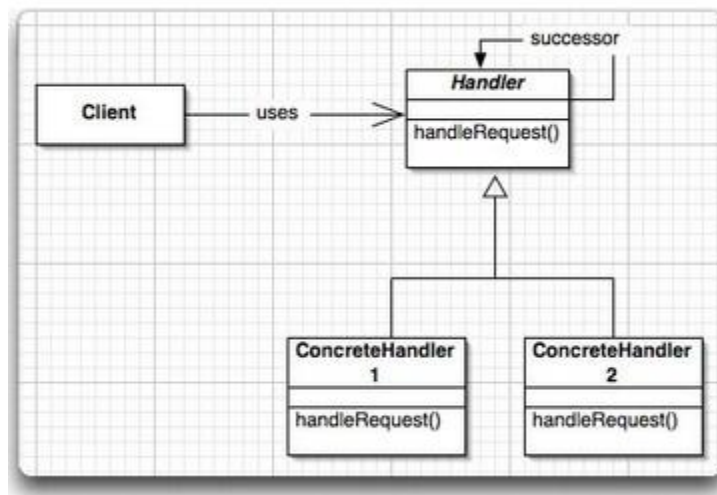 successor
Handler
Client
uses
handleRequest()
ConcreteHandler
1
ConcreteHandler
2
handleRequest()
handleRequest()